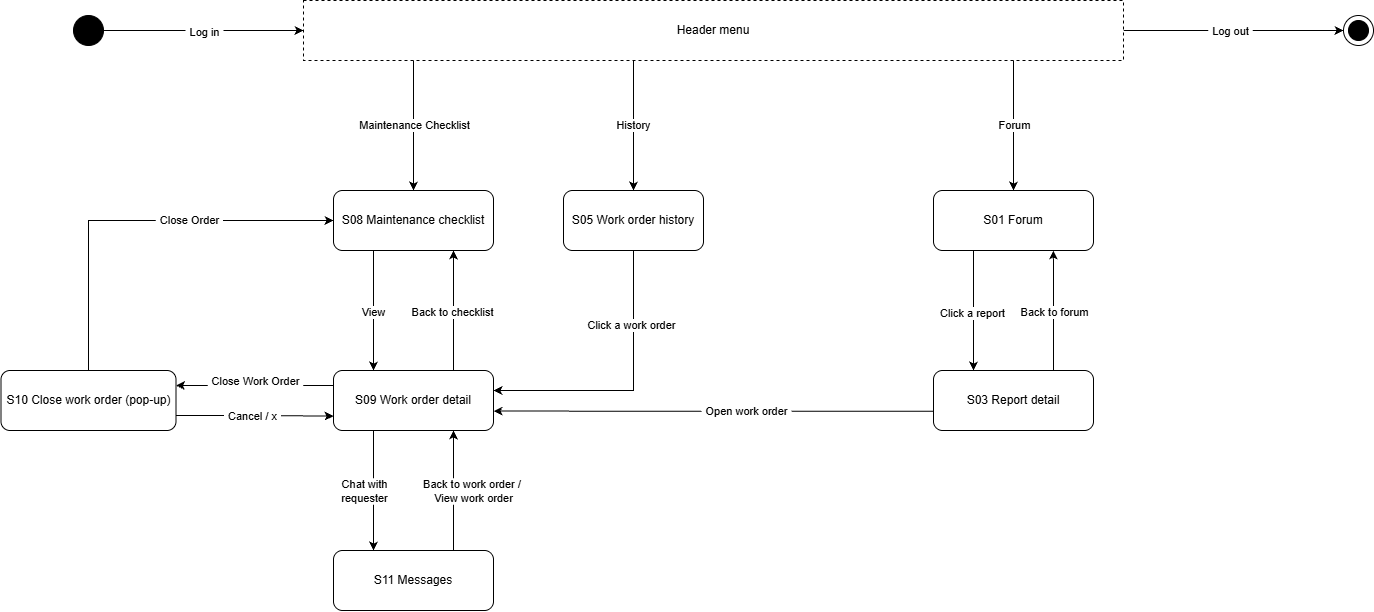 Header menu
Log in
Log out
Maintenance Checklist
History
Forum
S08 Maintenance checklist
S05 Work order history
S01 Forum
Close Order
View
Back to checklist
Click a work order
Click a report
Back to forum
S10 Close work order (pop-up)
Close Work Order
Cancel / x
S09 Work order detail
Open work order
S03 Report detail
Chat with
requester
Back to work order /
View work order
S11 Messages